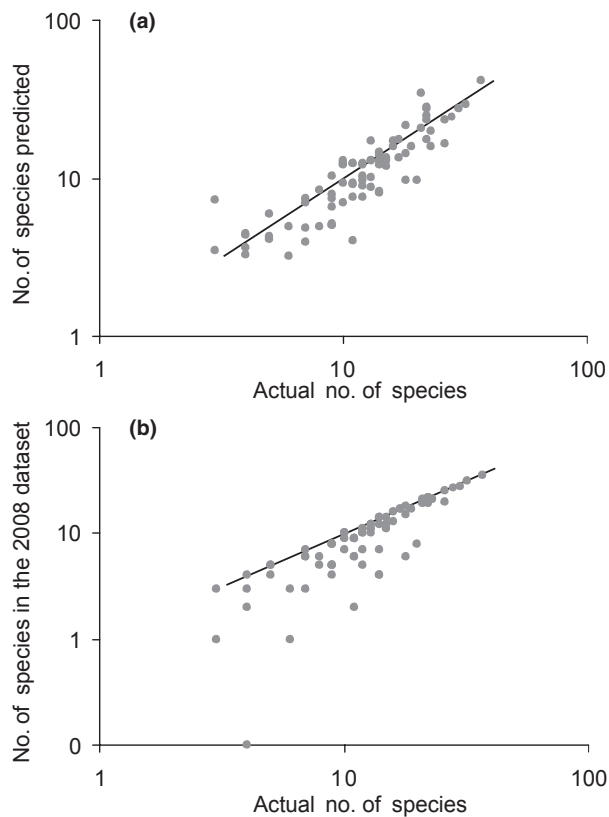 (a)
100
10
1
No. of species predicted
1
10
100
Actual no. of species
(b)
100
10
1
0
No. of species in the 2008 dataset
1
10
100
Actual no. of species